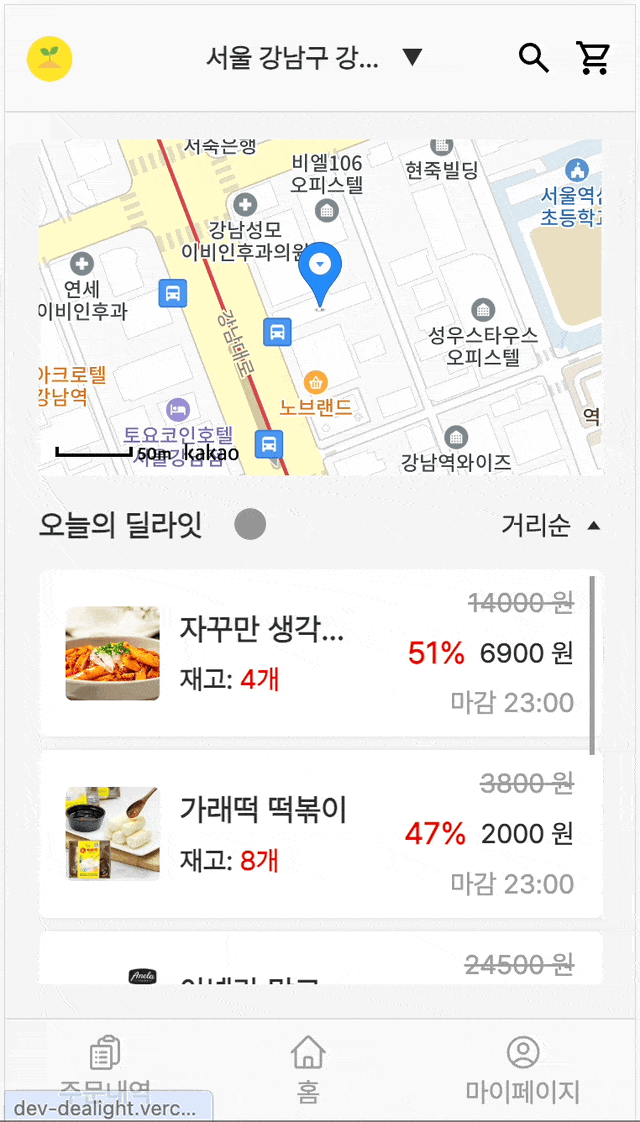 서울 강남구 강...
서죽은행
비엘106
오피스텔
현죽빌딩
서울역삼
초등학교
강남성모
이비인후과의원
연세
이비인후과
강남대로
성우스타우스
오피스텔
아크로텔
강남역
노브랜드
토요코인호텔
서울강남점
50m kakao
강남역와이즈
역
오늘의 딜라잇
거리순
14000 원
자꾸만 생각...
51% 6900 원
재고: 4개
마감 23:00
3800 원
가래떡 떡볶이
47% 2000 원
재고: 8개
마감 23:00
24500 원
Anela
주문내역
홈
마이페이지
dev-dealight.verc...